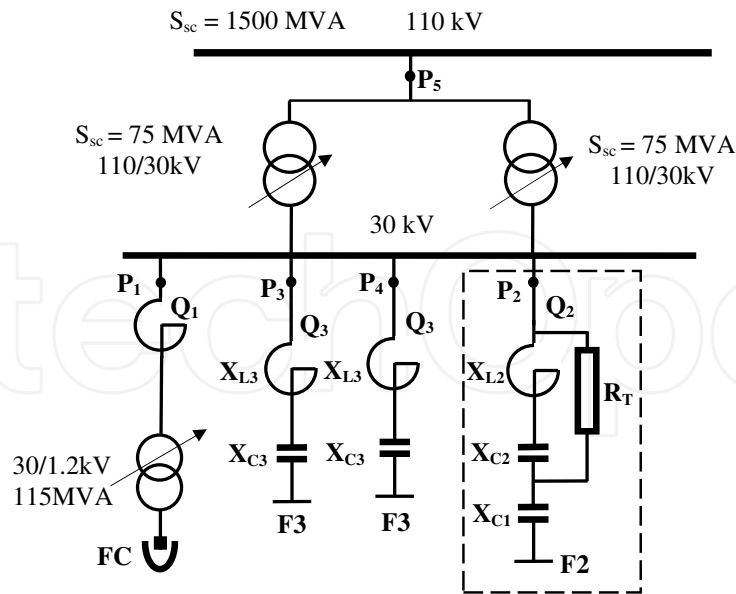 S_sc = 1500 MVA 110 kV
P_5
S_sc = 75 MVA
110/30kV
S_sc = 75 MVA
110/30kV
30 kV
P_1 Q_1
P_3 Q_3
P_4 Q_3
P_2 Q_2
X_L3 X_L3 X_L2 R_T
X_C3 X_C3 X_C2
X_C1
30/1.2kV
115MVA
FC F3 F3 F2
techOp